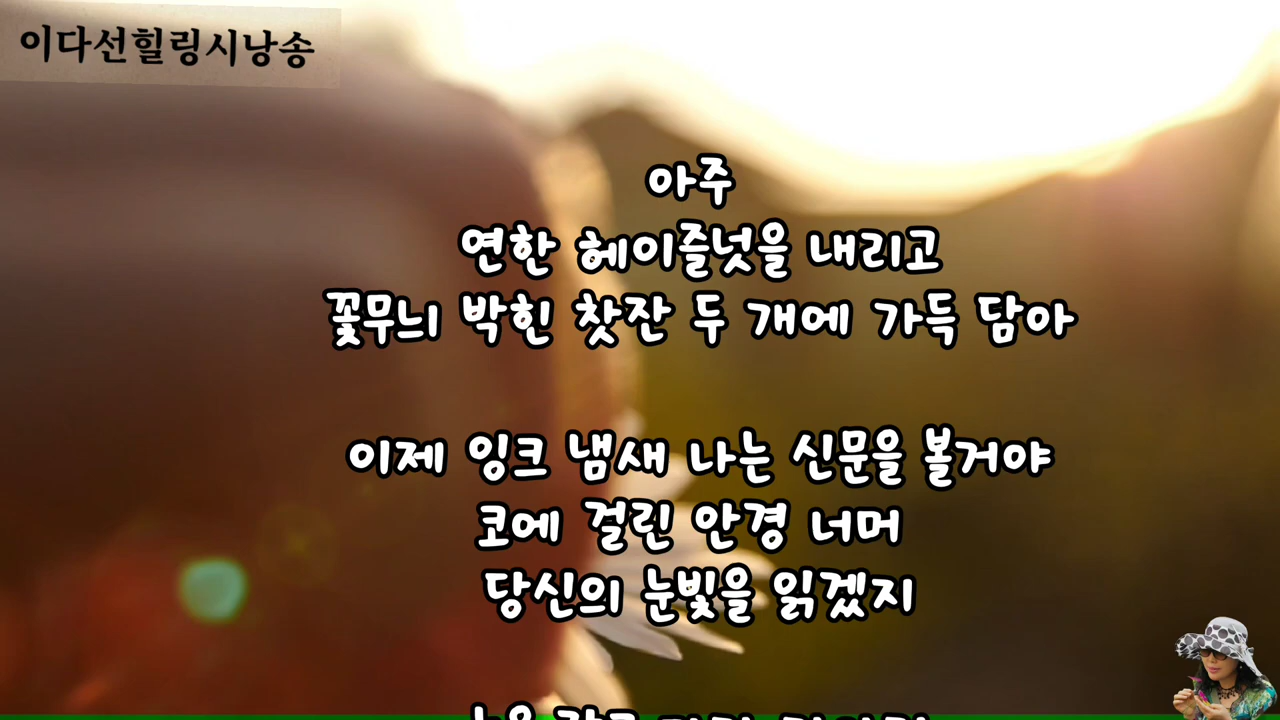 이다선힐링시낭송
아주
연한 헤이즐넛을 내리고
꽃무늬 박힌 찻잔 두 개에 가득 담아
이제 잉크 냄새 나는 신문을 볼거야
코에 걸린 안경 너머
당신의 눈빛을 읽겠지